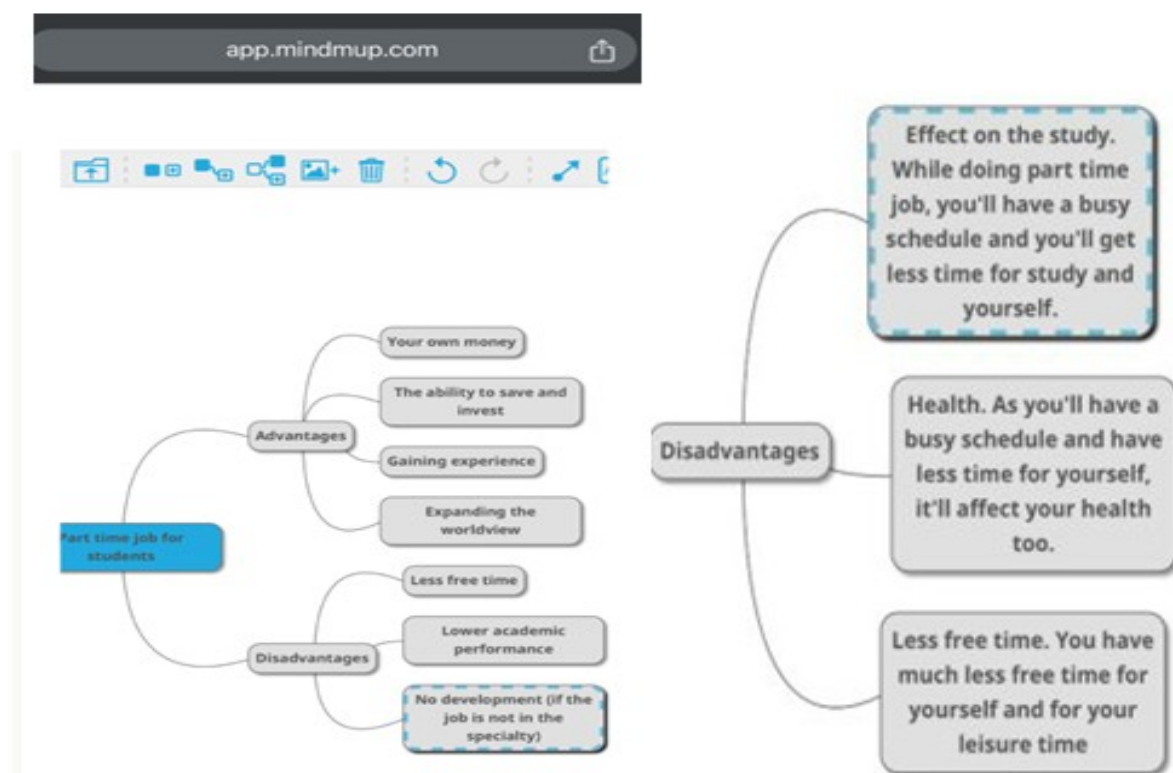 app.mindmup.com
Your own money
The ability to save and
invest
Advantages
Gaining experience
Expanding the
worldview
Part time job for
students
Less free time
Lower academic
performance
Disadvantages
No development (if the
job is not in the
specialty)
Effect on the study.
While doing part time
job, you'll have a busy
schedule and you'll get
less time for study and
yourself.
Disadvantages
Health. As you'll have a
busy schedule and have
less time for yourself,
it'll affect your health
too.
Less free time. You have
much less free time for
yourself and for your
leisure time